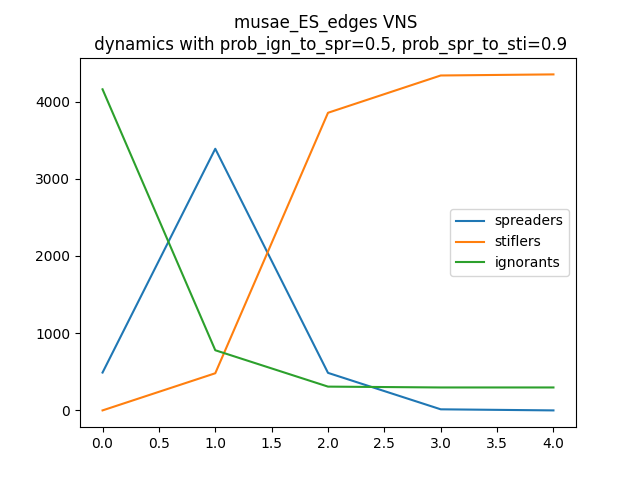 musae_ES_edges VNS
dynamics with prob_ign_to_spr=0.5, prob_spr_to_sti=0.9
4000
3000
2000
1000
0
spreaders
stiflers
ignorants
0.0 0.5 1.0 1.5 2.0 2.5 3.0 3.5 4.0